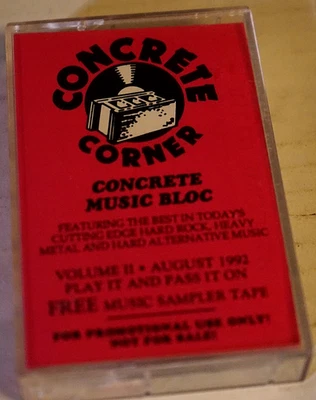 CONCRETE
CORNER
CONCRETE
MUSIC BLOC
FEATURING THE BEST IN TODAY'S
CUTTING EDGE HARD ROCK, HEAVY
METAL AND HARD ALTERNATIVE MUSIC
VOLUME II • AUGUST 1992
PLAY IT AND PASS IT ON
FREE MUSIC SAMPLER TAPE
FOR PROMOTIONAL USE ONLY!
NOT FOR SALE!